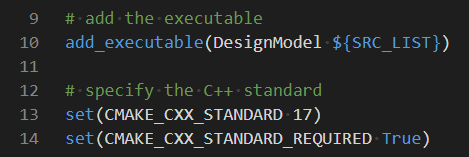 9 # add the executable
10 add_executable(DesignModel ${SRC_LIST})
11
12 # specify the C++ standard
13 set(CMAKE_CXX_STANDARD 17)
14 set(CMAKE_CXX_STANDARD_REQUIRED True)